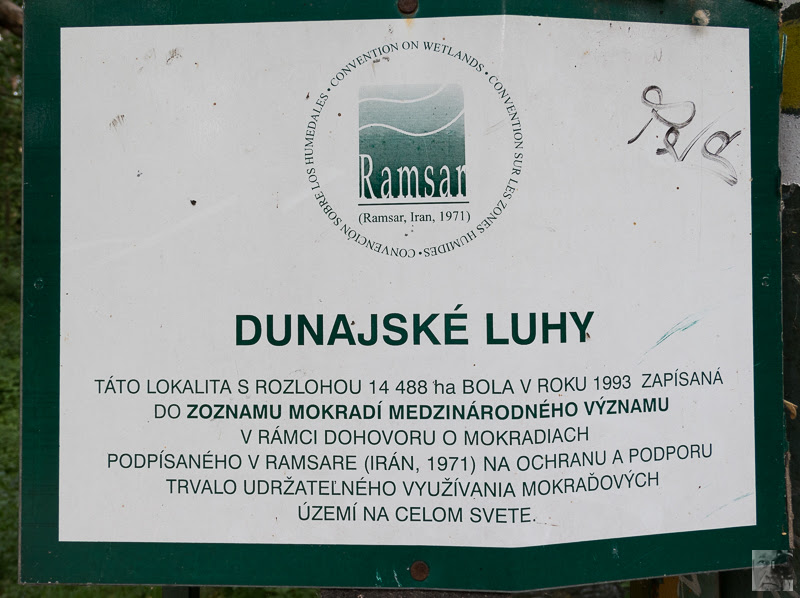 · CONVENTION ON WETLANDS · CONVENTION SUR LES ZONES HUMIDES · CONVENCIÓN SOBRE LOS HUMEDALES
Ramsar
(Ramsar, Iran, 1971)
DUNAJSKÉ LUHY
TÁTO LOKALITA S ROZLOHOU 14 488 ha BOLA V ROKU 1993 ZAPÍSANÁ
DO ZOZNAMU MOKRADÍ MEDZINÁRODNÉHO VÝZNAMU
V RÁMCI DOHOVORU O MOKRADIACH
PODPÍSANÉHO V RAMSARE (IRÁN, 1971) NA OCHRANU A PODPORU
TRVALO UDRŽATEĽNÉHO VYUŽÍVANIA MOKRAĎOVÝCH
ÚZEMÍ NA CELOM SVETE.